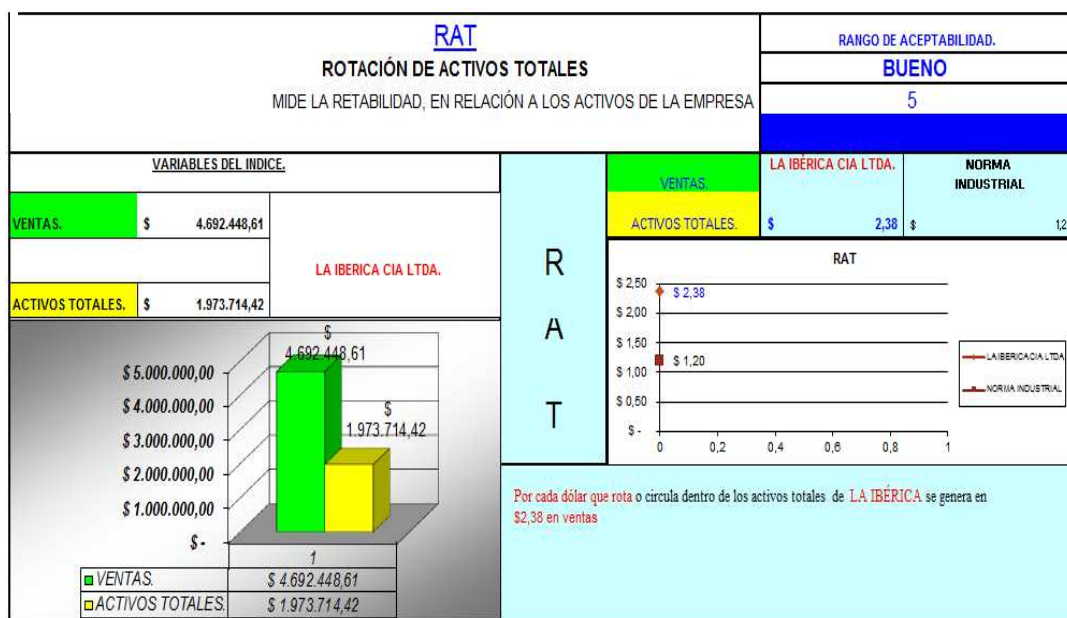 RAT
ROTACIÓN DE ACTIVOS TOTALES
MIDE LA RETABILIDAD, EN RELACIÓN A LOS ACTIVOS DE LA EMPRESA
RANGO DE ACEPTABILIDAD.
BUENO
5
VARIABLES DEL INDICE.
VENTAS. $ 4.692.448,61
LA IBERICA CIA LTDA.
ACTIVOS TOTALES. $ 1.973.714,42
R
A
T
VENTAS. LA IBÉRICA CIA LTDA. NORMA
INDUSTRIAL
ACTIVOS TOTALES. $ 2,38 $ 1,2
RAT
$ 2,50
$ 2,00
$ 1,50
$ 1,00
$ 0,50
$ -
$ 2,38
$ 1,20
0 0,2 0,4 0,6 0,8 1
LA IBERICA CIA LTDA
NORMA INDUSTRIAL
$
4.692.448,61
$
1.973.714,42
$ 5.000.000,00
$ 4.000.000,00
$ 3.000.000,00
$ 2.000.000,00
$ 1.000.000,00
$ -
1
VENTAS. $ 4.692.448,61
ACTIVOS TOTALES. $ 1.973.714,42
Por cada dólar que rota o circula dentro de los activos totales de LA IBÉRICA se genera en
$2,38 en ventas